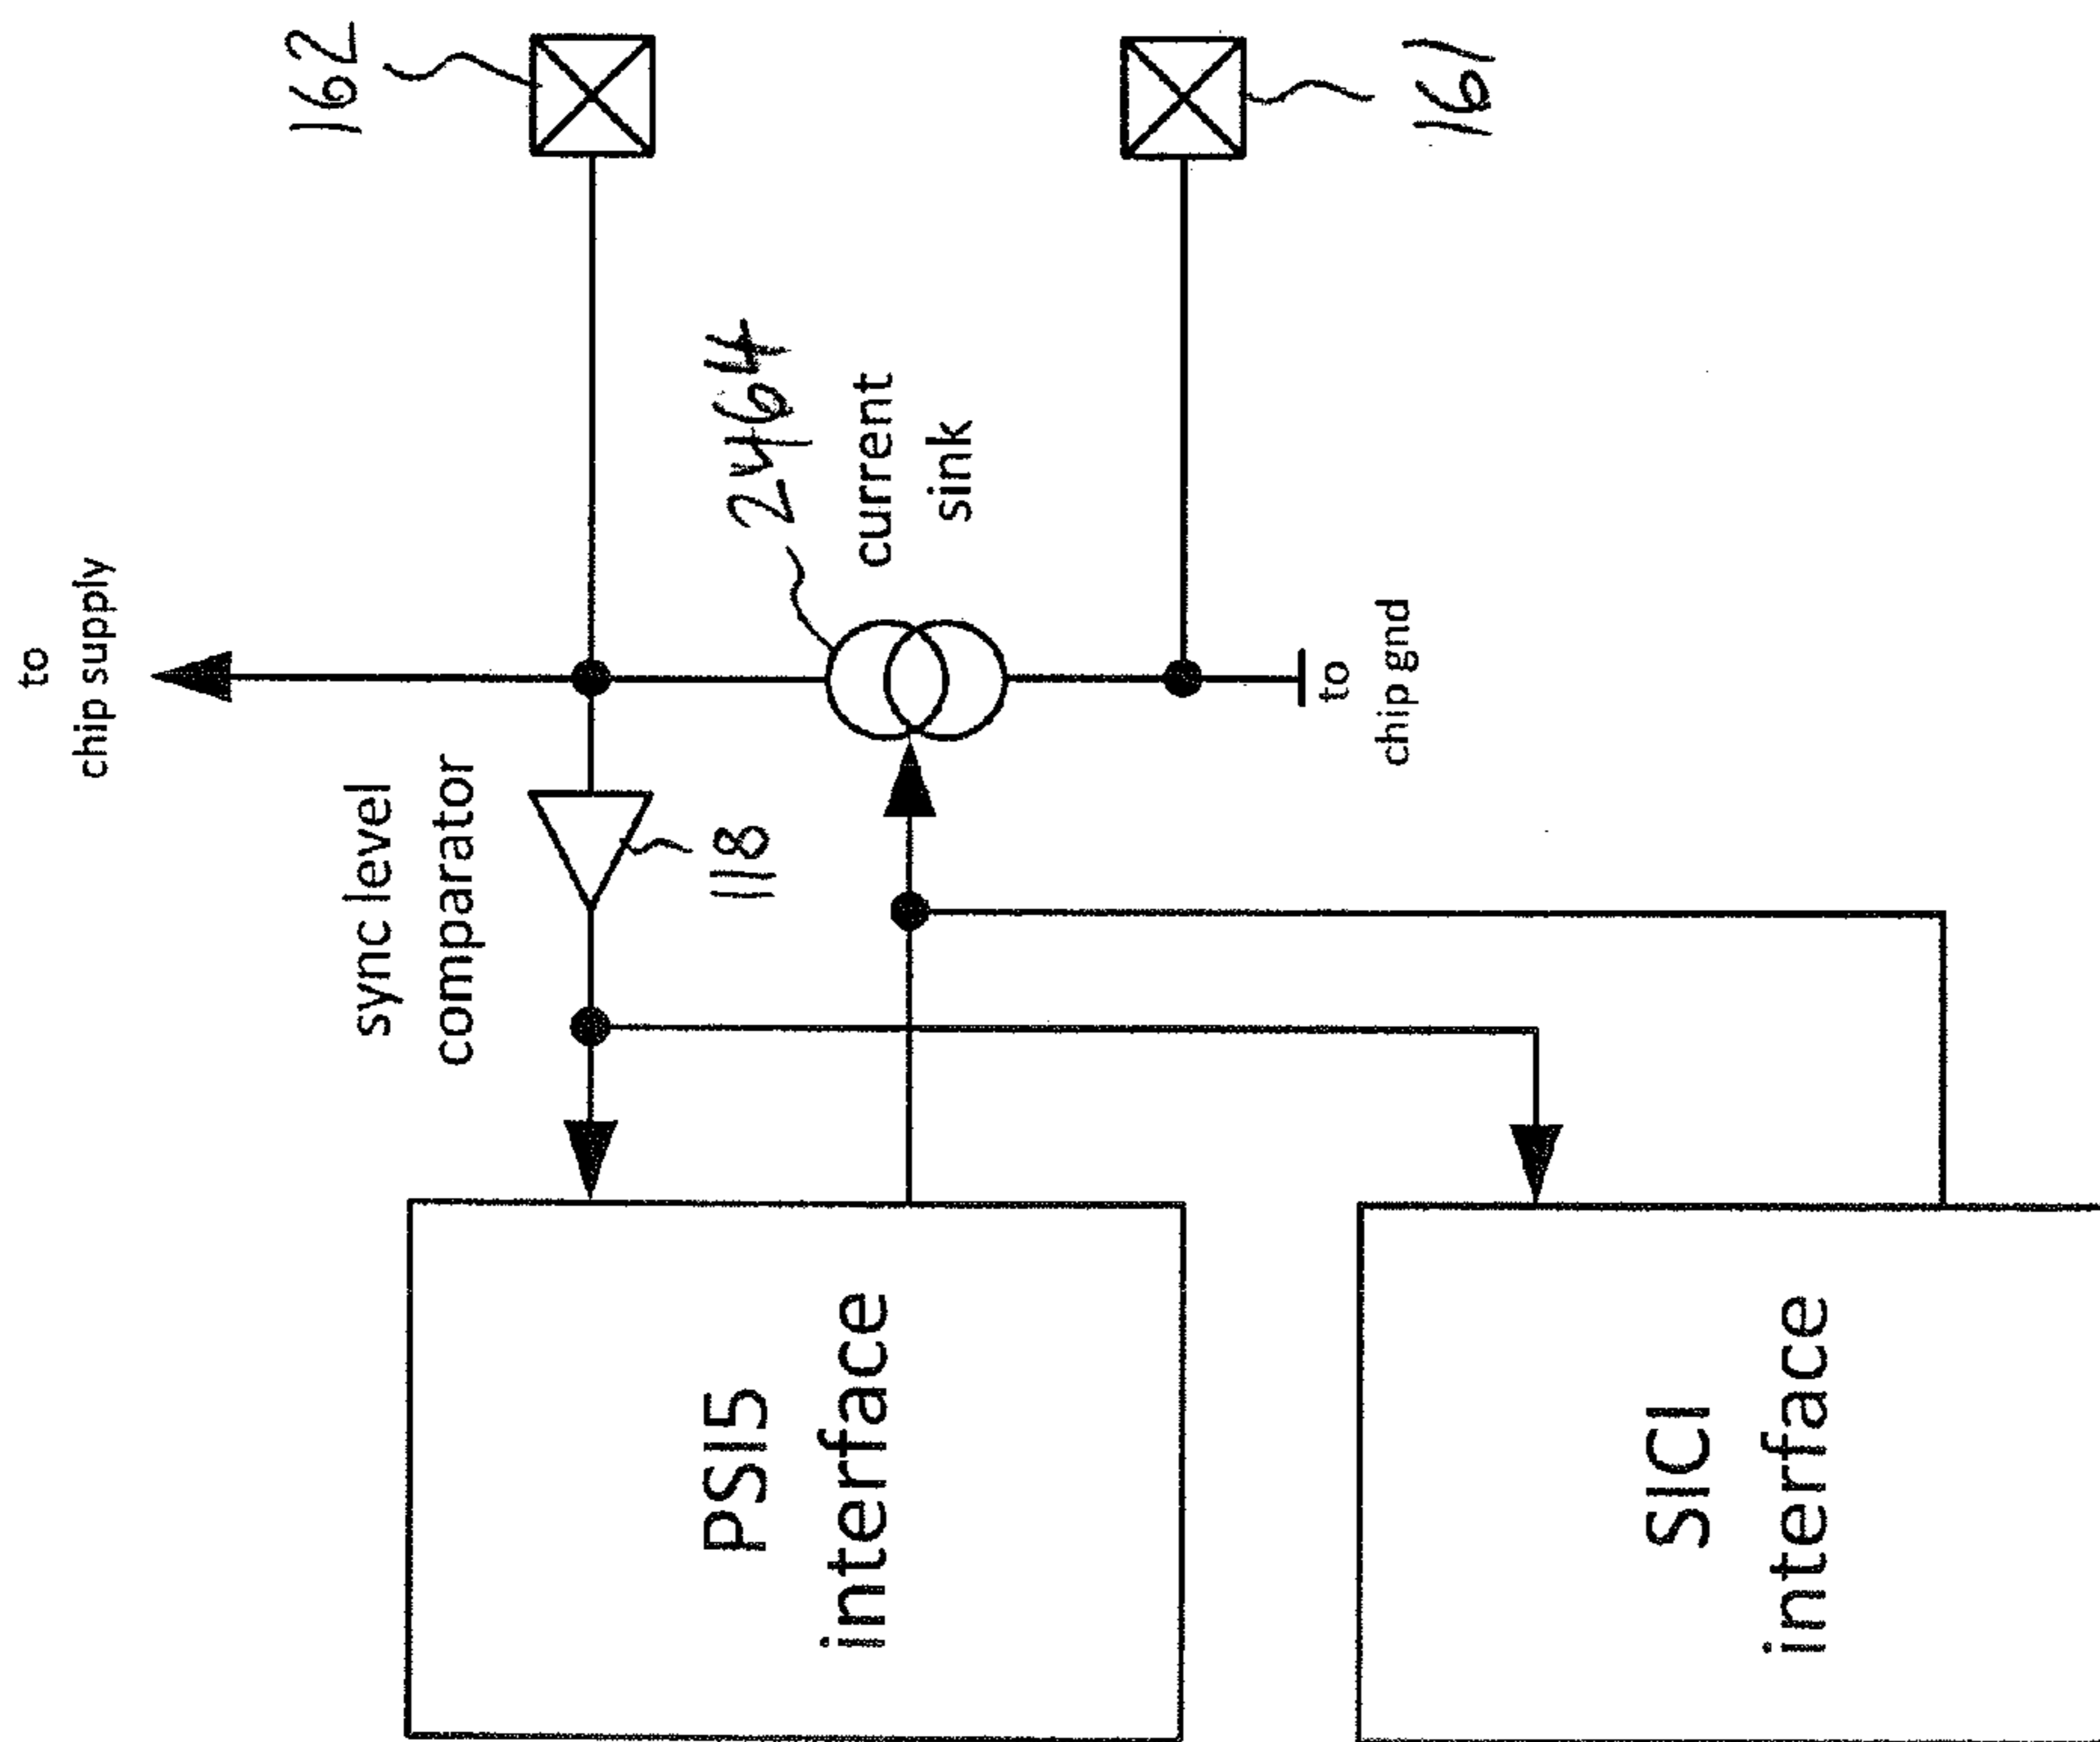 to
chip supply
162
sync level
comparator
118
2464
current
sink
161
to
chip gnd
PSI5
interface
SICI
interface